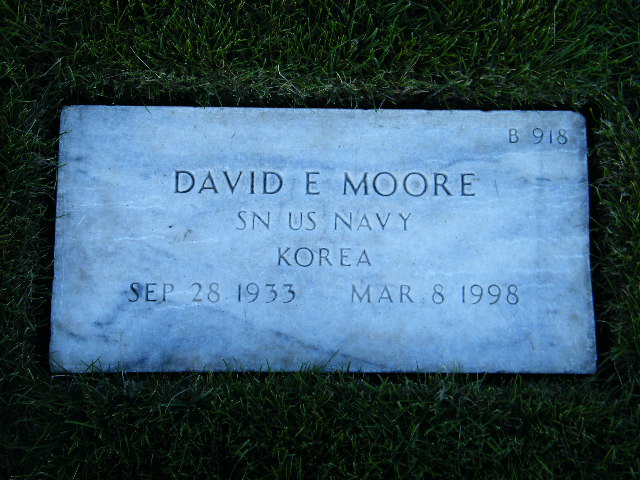 B 918
DAVID E MOORE
SN US NAVY
KOREA
SEP 28 1933 MAR 8 1998